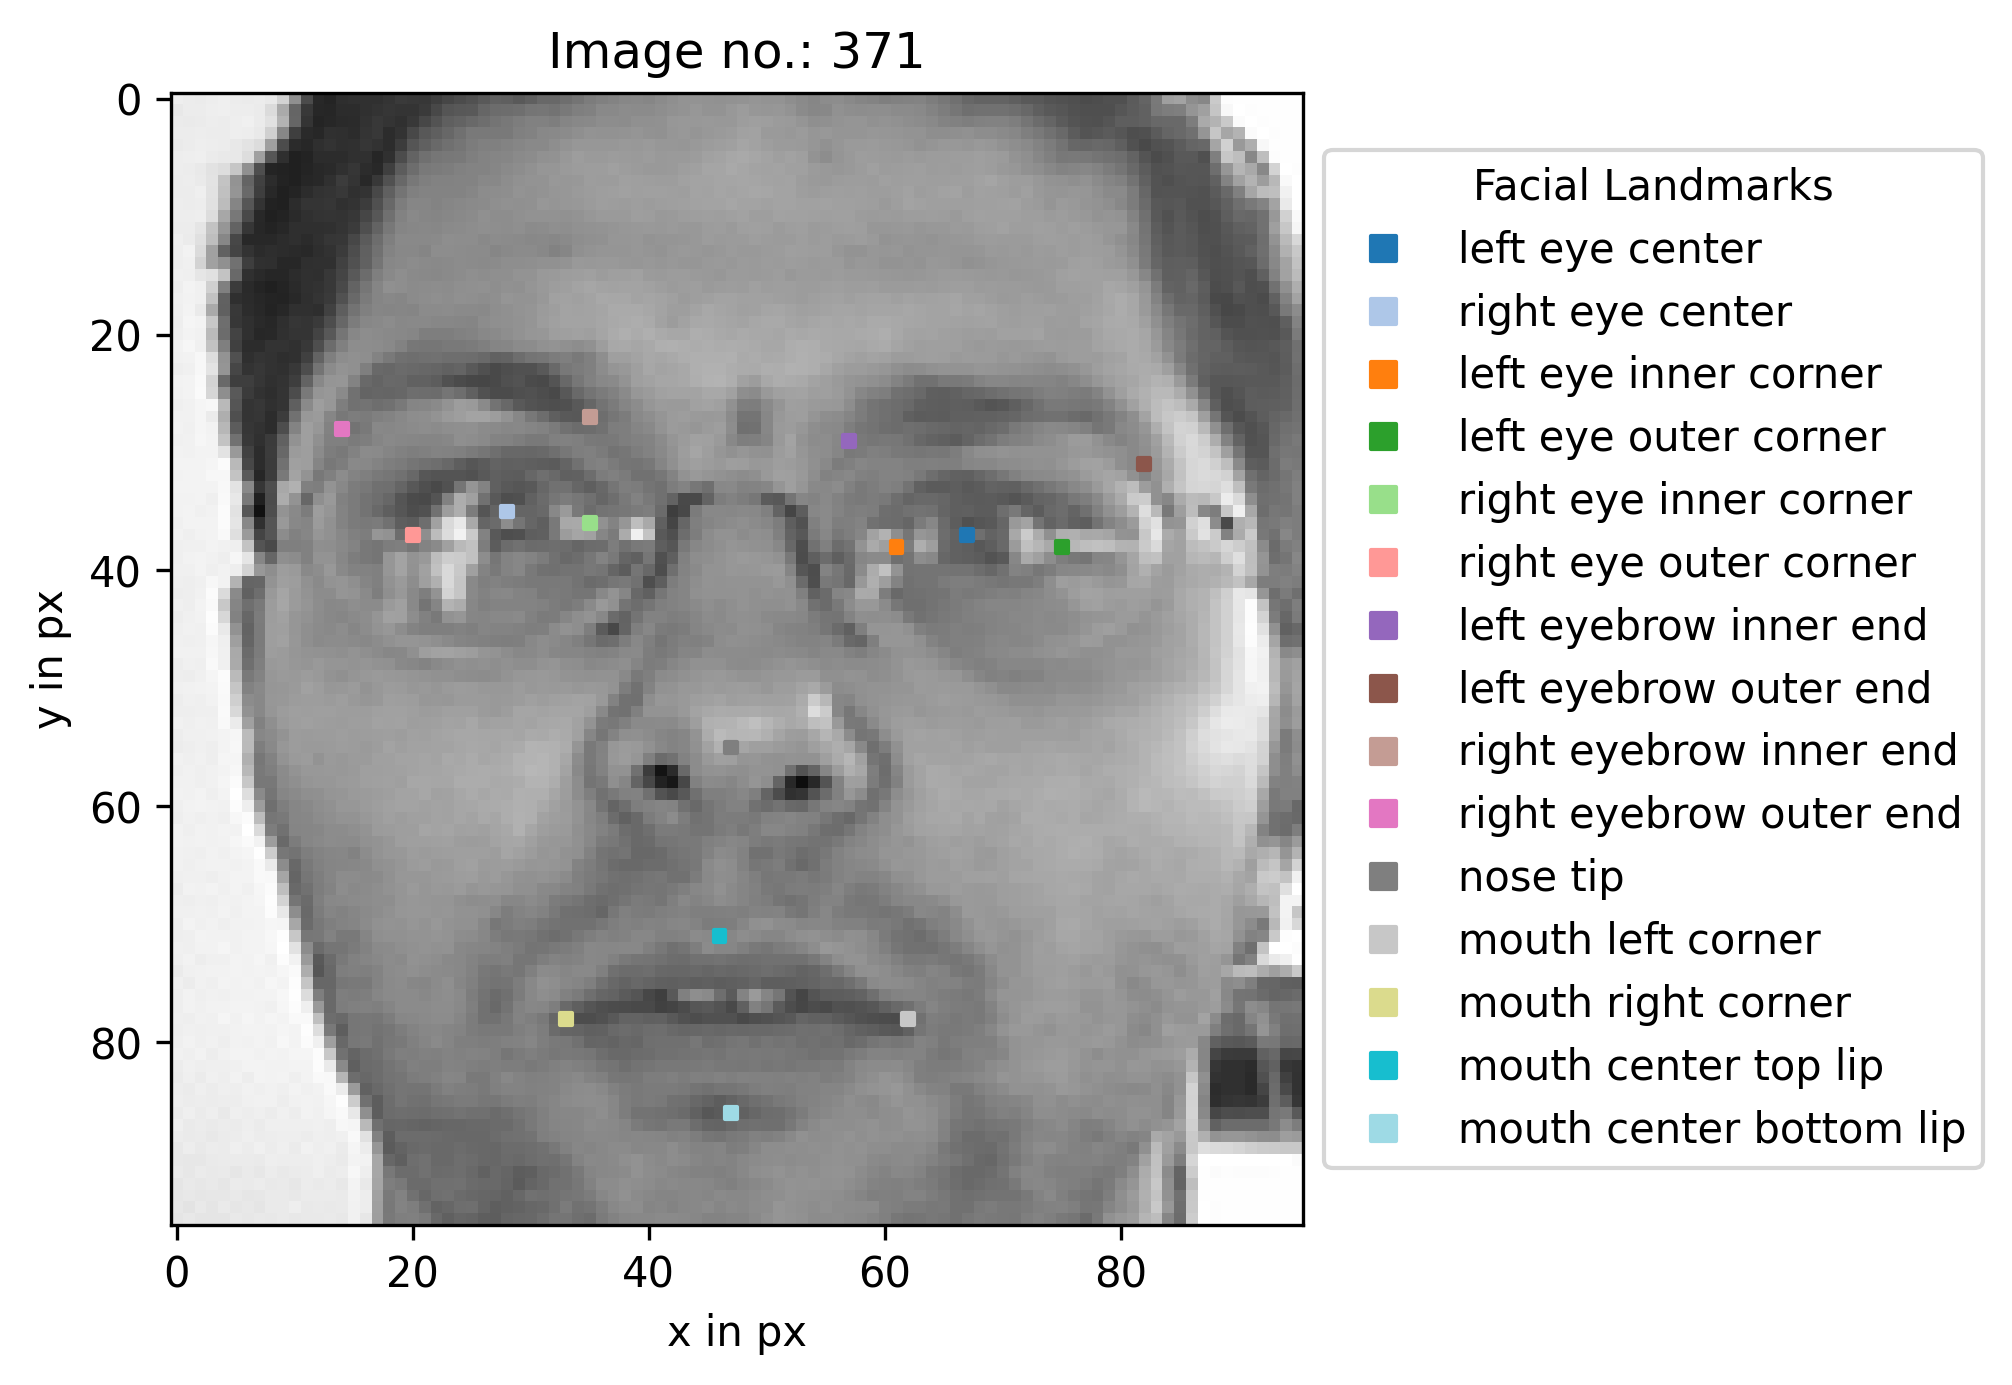 Image no.: 371
0
20
40
60
80
y in px
0 20 40 60 80
x in px
Facial Landmarks
left eye center
right eye center
left eye inner corner
left eye outer corner
right eye inner corner
right eye outer corner
left eyebrow inner end
left eyebrow outer end
right eyebrow inner end
right eyebrow outer end
nose tip
mouth left corner
mouth right corner
mouth center top lip
mouth center bottom lip